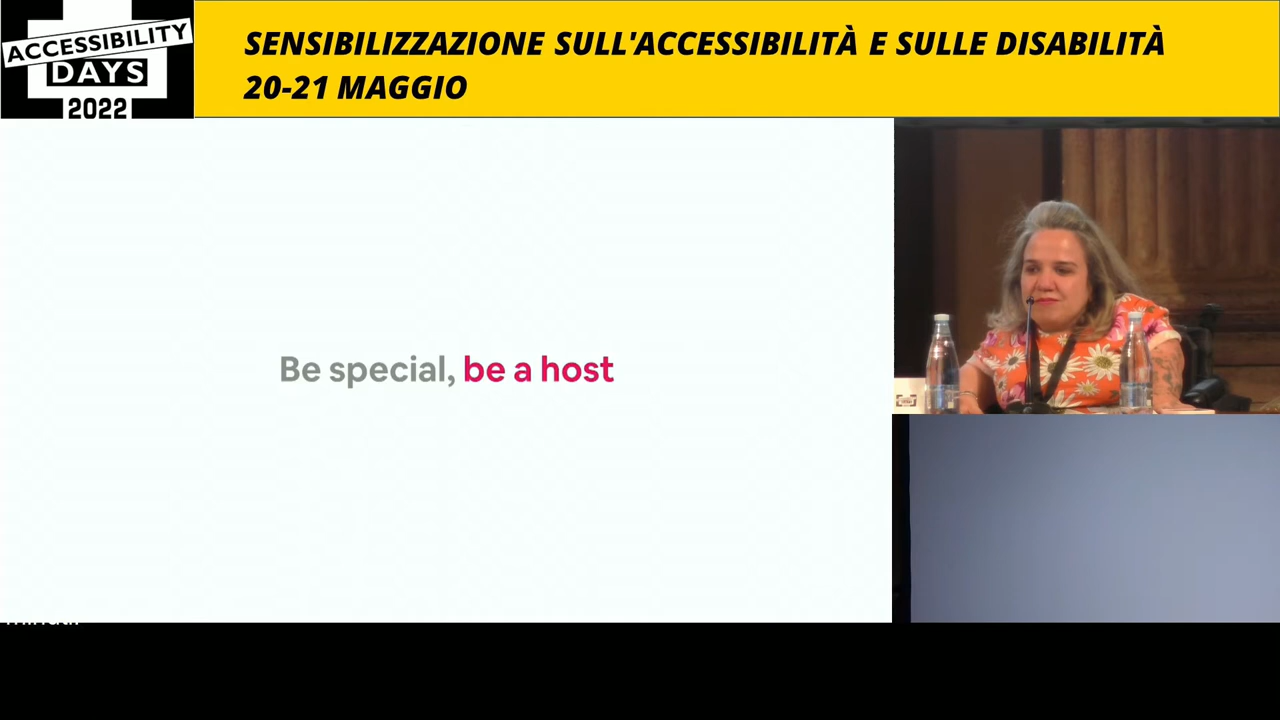 ACCESSIBILITY
DAYS
2022
SENSIBILIZZAZIONE SULL'ACCESSIBILITÀ E SULLE DISABILITÀ
20-21 MAGGIO
Be special, be a host